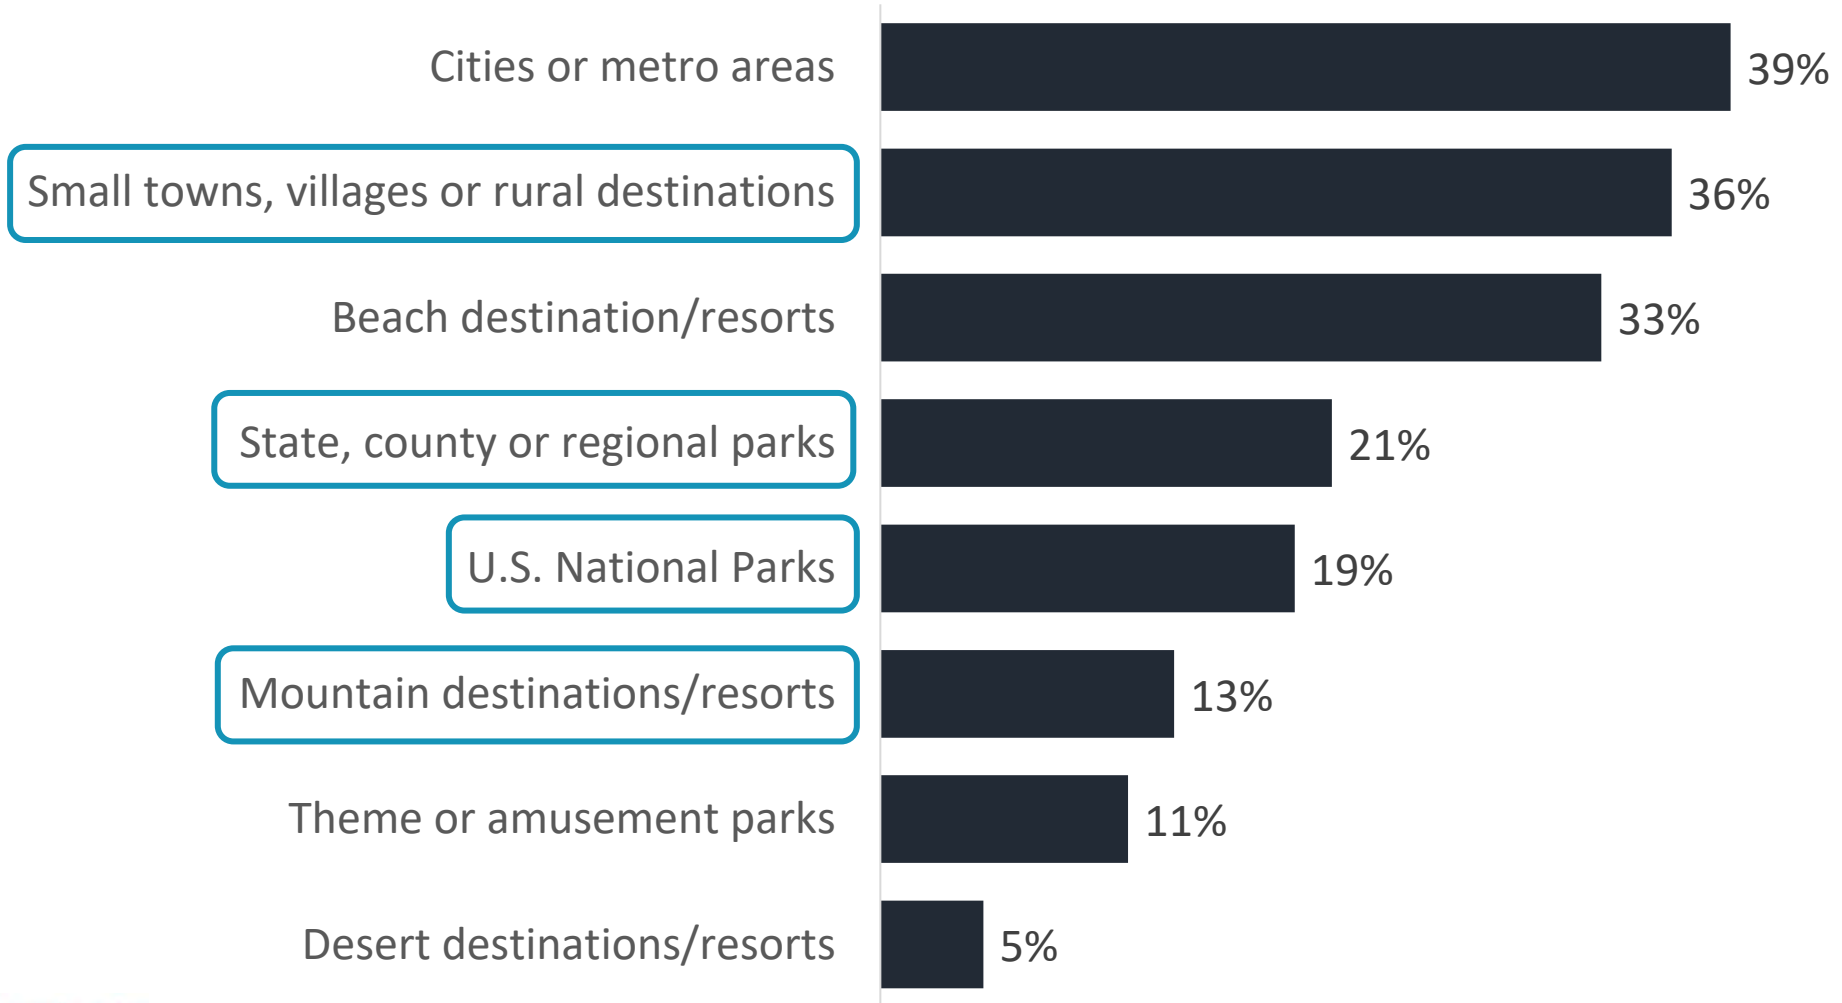 Cities or metro areas 39%
Small towns, villages or rural destinations 36%
Beach destination/resorts 33%
State, county or regional parks 21%
U.S. National Parks 19%
Mountain destinations/resorts 13%
Theme or amusement parks 11%
Desert destinations/resorts 5%